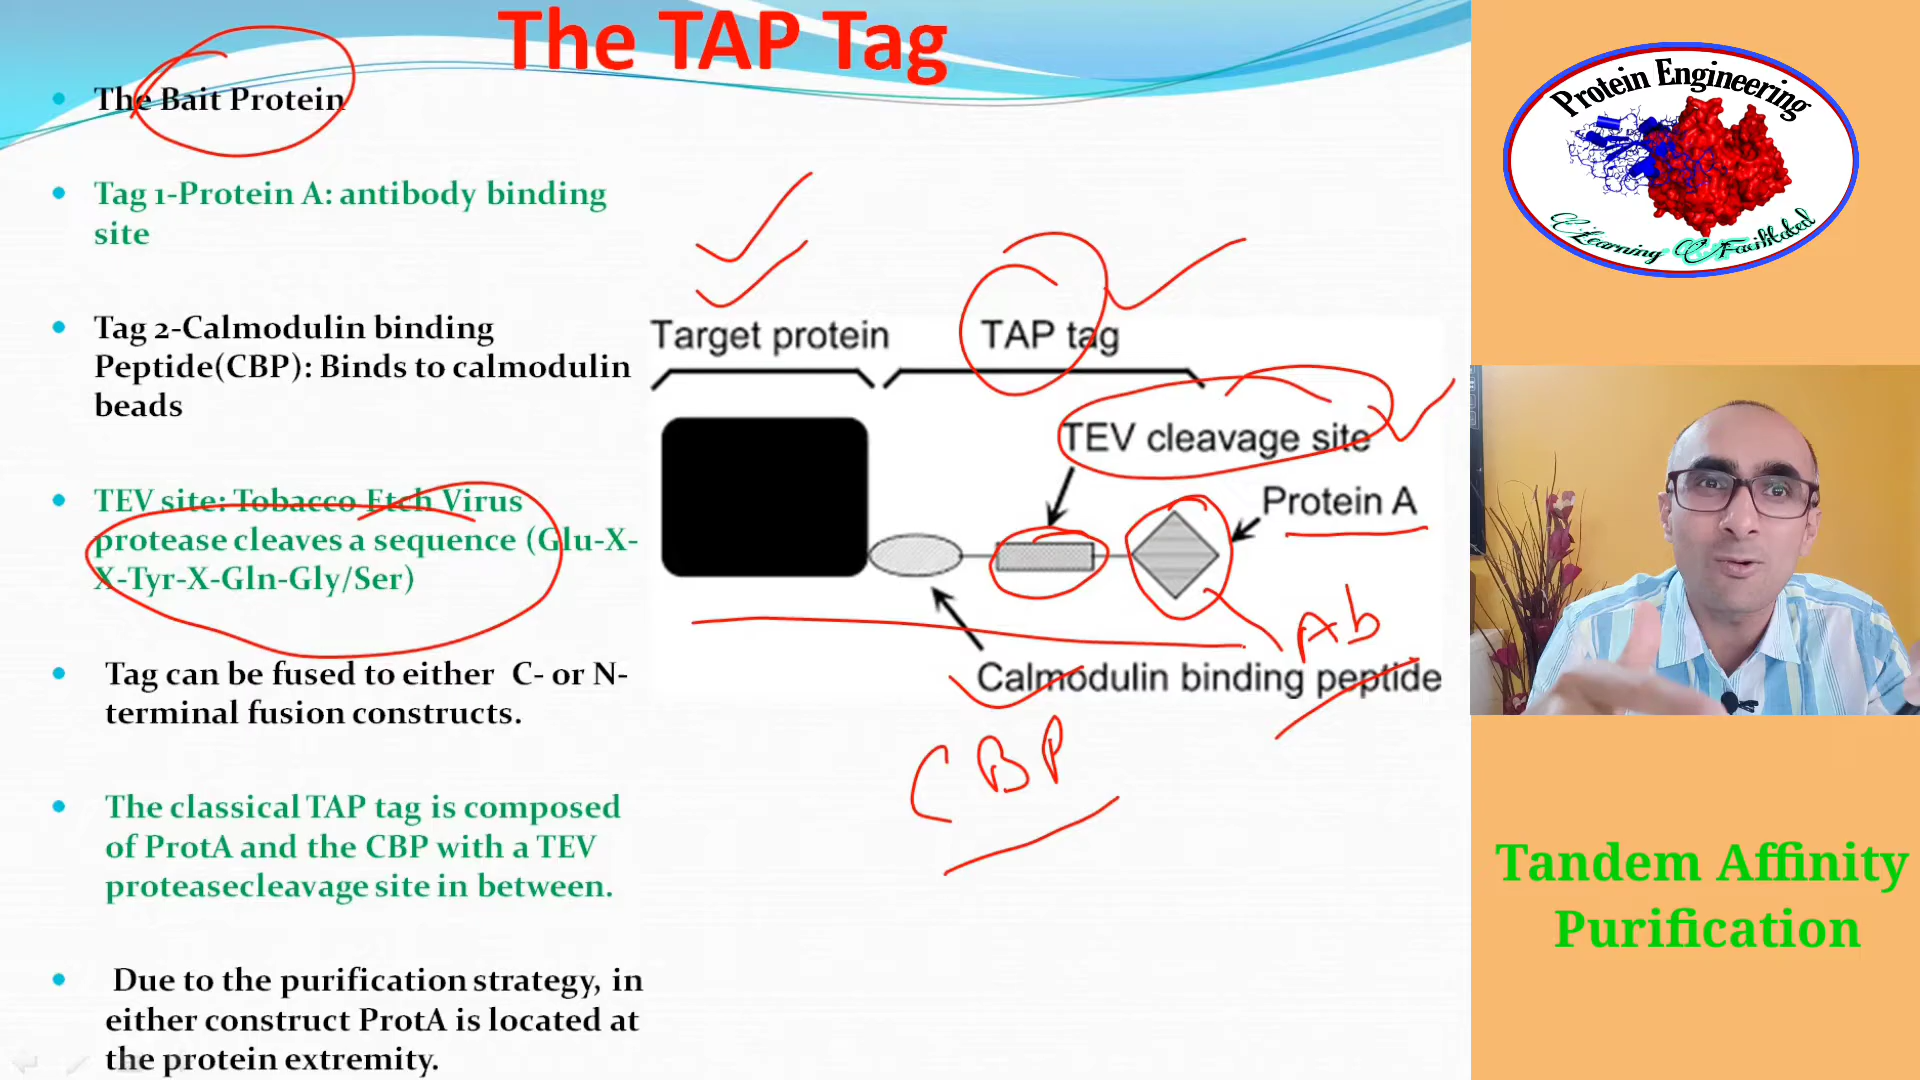 The TAP Tag
The Bait Protein
Tag 1-Protein A: antibody binding
site
Tag 2-Calmodulin binding
Peptide(CBP): Binds to calmodulin
beads
TEV site: Tobacco Etch Virus
protease cleaves a sequence (Glu-X-
X-Tyr-X-Gln-Gly/Ser)
Tag can be fused to either C- or N-
terminal fusion constructs.
The classical TAP tag is composed
of ProtA and the CBP with a TEV
proteasecleavage site in between.
Due to the purification strategy, in
either construct ProtA is located at
the protein extremity.
Target protein
TAP tag
TEV cleavage site
Protein A
Ab
Calmodulin binding peptide
CBP
Protein Engineering
Learning Facilitated
Tandem Affinity
Purification